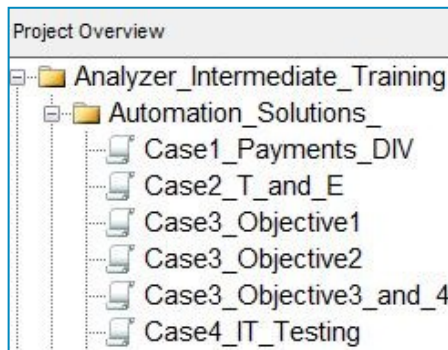 Project Overview
Analyzer_Intermediate_Training
Automation_Solutions_
Case1_Payments_DIV
Case2_T_and_E
Case3_Objective1
Case3_Objective2
Case3_Objective3_and_4
Case4_IT_Testing